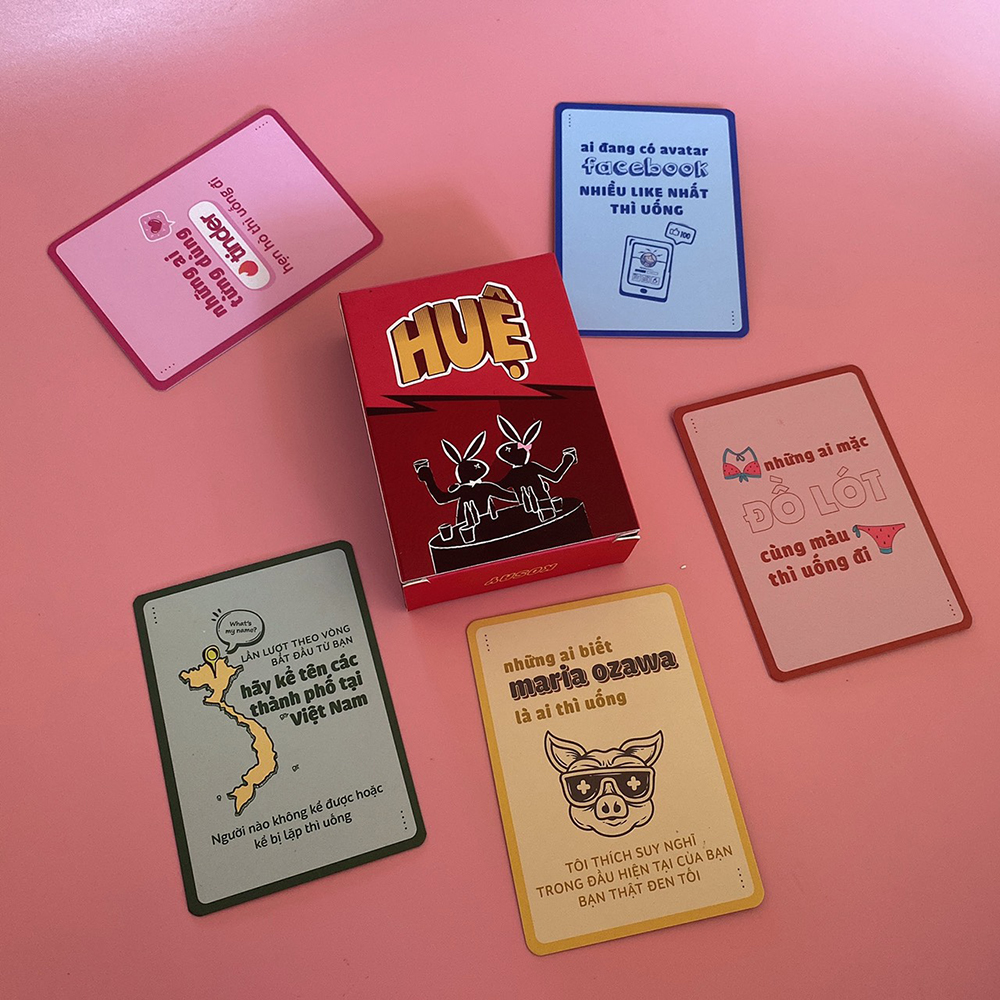 những ai
từng dùng
tinder
hẹn hò thì uống đi
ai đang có avatar
facebook
NHIỀU LIKE NHẤT
THÌ UỐNG
100
HUỆ
những ai mặc
ĐỒ LÓT
cùng màu
thì uống đi
What's
my name?
LẦN LƯỢT THEO VÒNG
BẮT ĐẦU TỪ BẠN
hãy kể tên các
thành phố tại
Việt Nam
Người nào không kể được hoặc
kể bị lặp thì uống
những ai biết
maria ozawa
là ai thì uống
TÔI THÍCH SUY NGHĨ
TRONG ĐẦU HIỆN TẠI CỦA BẠN
BẠN THẬT ĐEN TỐI